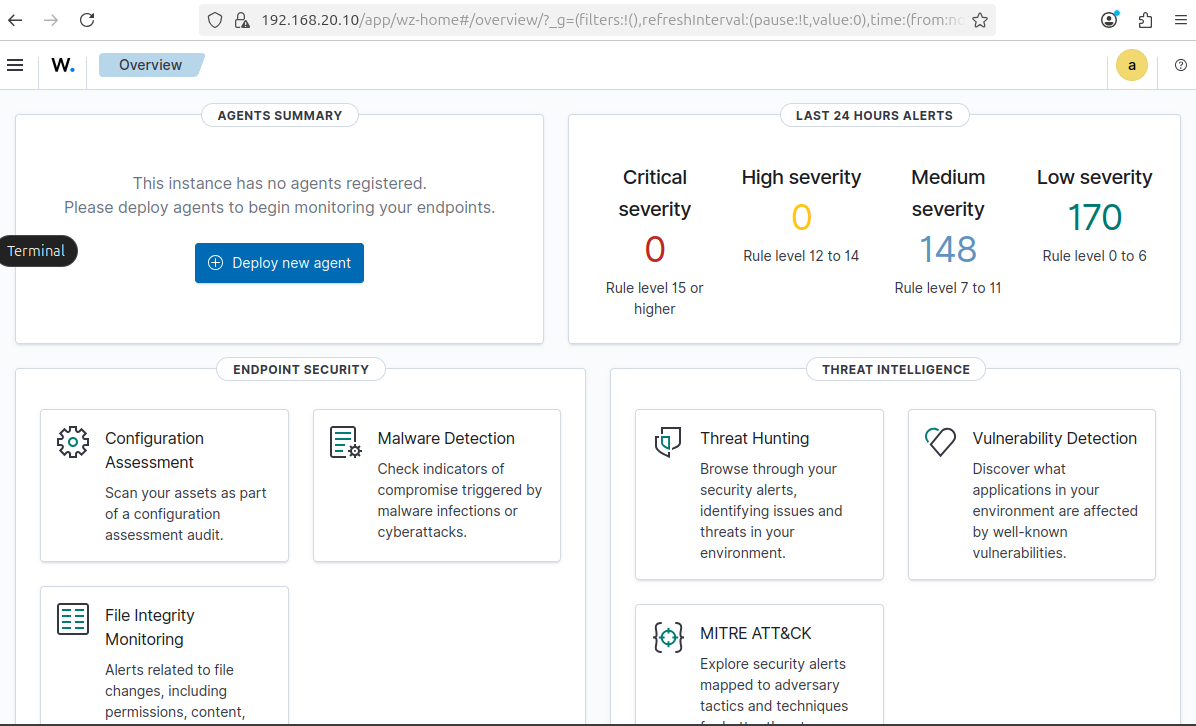 192.168.20.10/app/wz-home#/overview/?_g=(filters:!(),refreshInterval:(pause:!t,value:0),time:(from:no
W.
Overview
a
AGENTS SUMMARY
This instance has no agents registered.
Please deploy agents to begin monitoring your endpoints.
Deploy new agent
Terminal
LAST 24 HOURS ALERTS
Critical
severity
0
Rule level 15 or
higher
High severity
0
Rule level 12 to 14
Medium
severity
148
Rule level 7 to 11
Low severity
170
Rule level 0 to 6
ENDPOINT SECURITY
Configuration
Assessment
Scan your assets as part
of a configuration
assessment audit.
Malware Detection
Check indicators of
compromise triggered by
malware infections or
cyberattacks.
File Integrity
Monitoring
Alerts related to file
changes, including
permissions, content,
THREAT INTELLIGENCE
Threat Hunting
Browse through your
security alerts,
identifying issues and
threats in your
environment.
Vulnerability Detection
Discover what
applications in your
environment are affected
by well-known
vulnerabilities.
MITRE ATT&CK
Explore security alerts
mapped to adversary
tactics and techniques